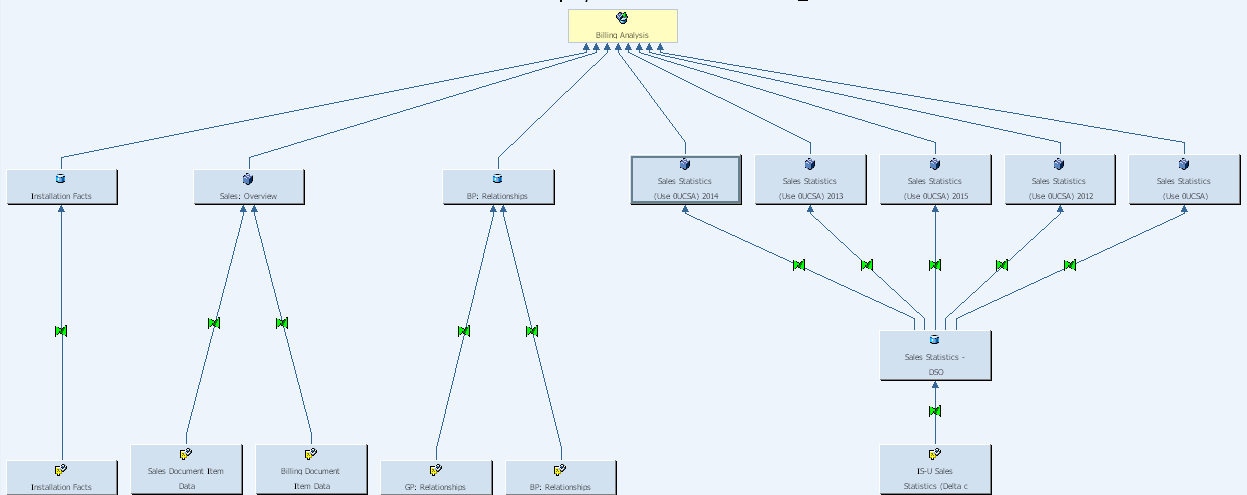 Billing Analysis
Installation Facts
Sales: Overview
BP: Relationships
Sales Statistics
(Use 0UCSA) 2014
Sales Statistics
(Use 0UCSA) 2013
Sales Statistics
(Use 0UCSA) 2015
Sales Statistics
(Use 0UCSA) 2012
Sales Statistics
(Use 0UCSA)
Sales Statistics -
DSO
Installation Facts
Sales Document Item
Data
Billing Document
Item Data
GP: Relationships
BP: Relationships
IS-U Sales
Statistics (Delta c